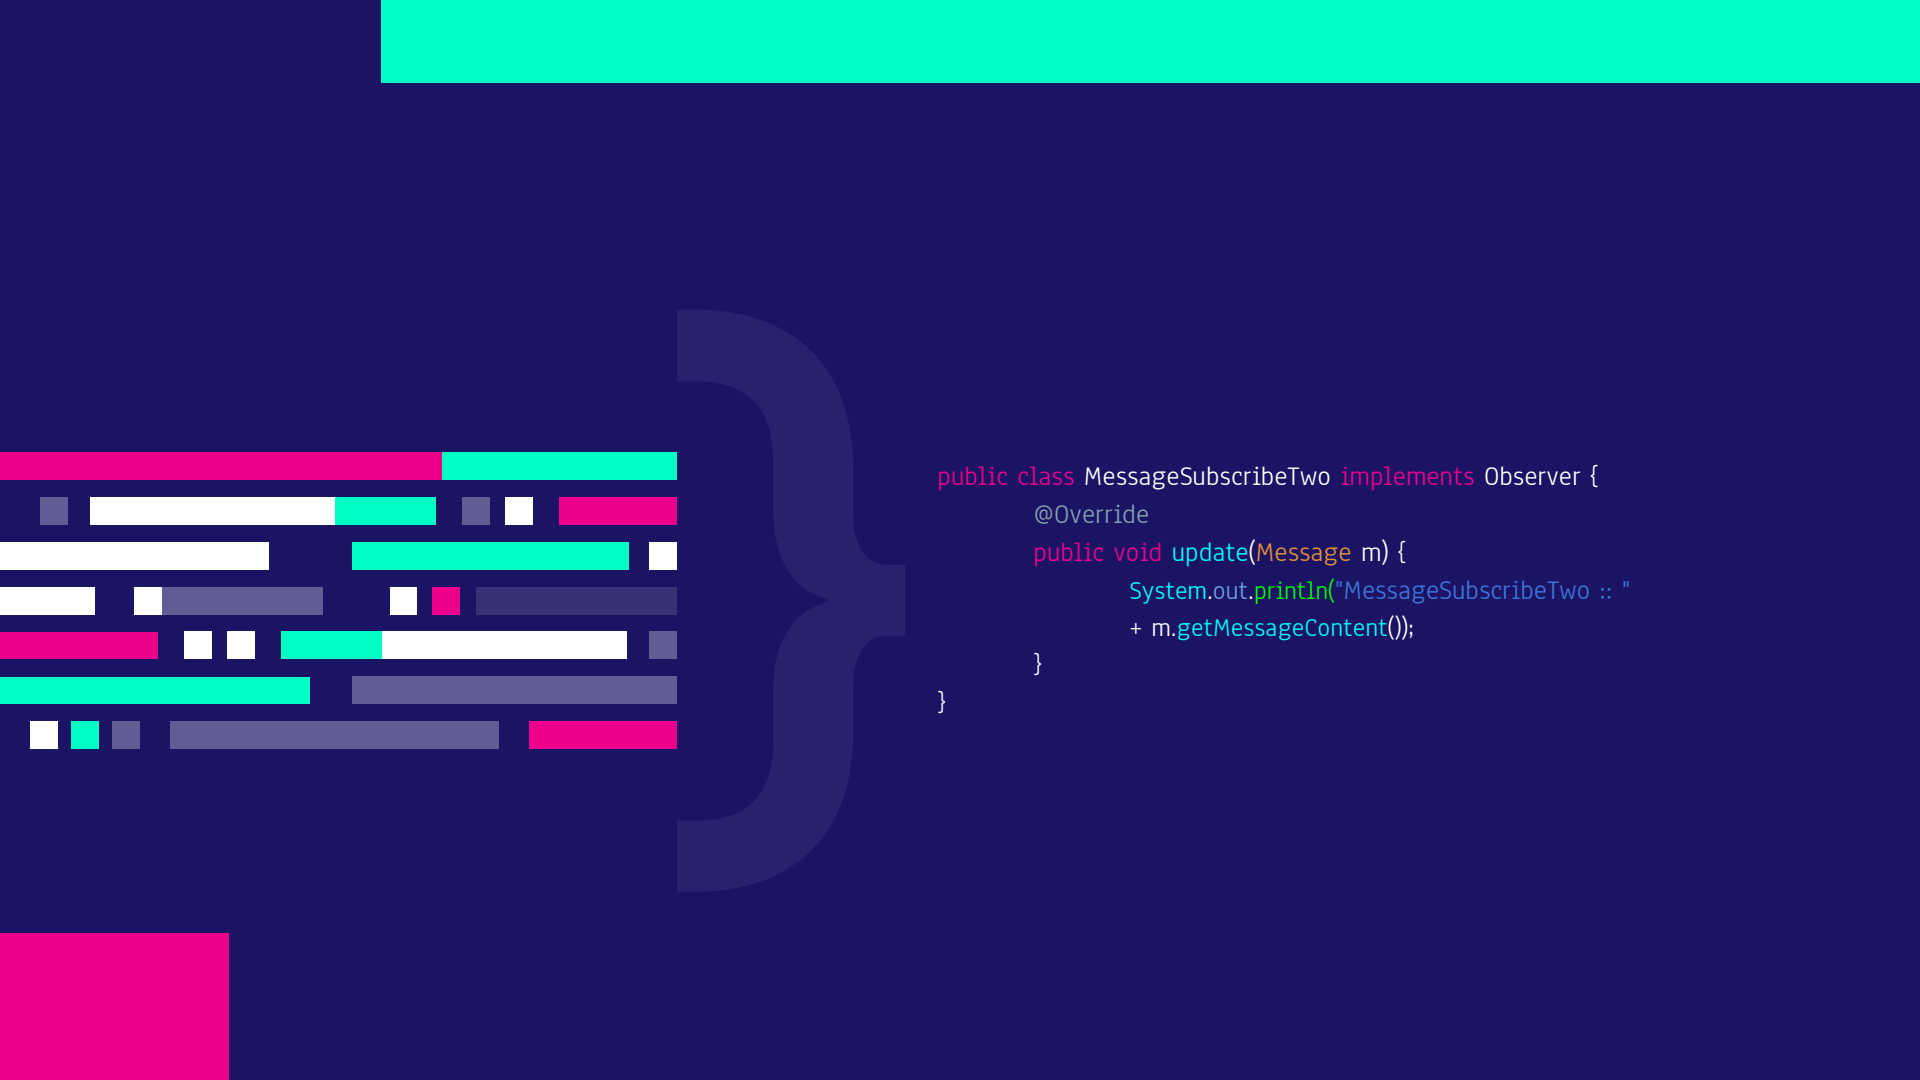 public class MessageSubscribeTwo implements Observer {
@Override
public void update(Message m) {
System.out.println("MessageSubscribeTwo :: "
+ m.getMessageContent());
}
}